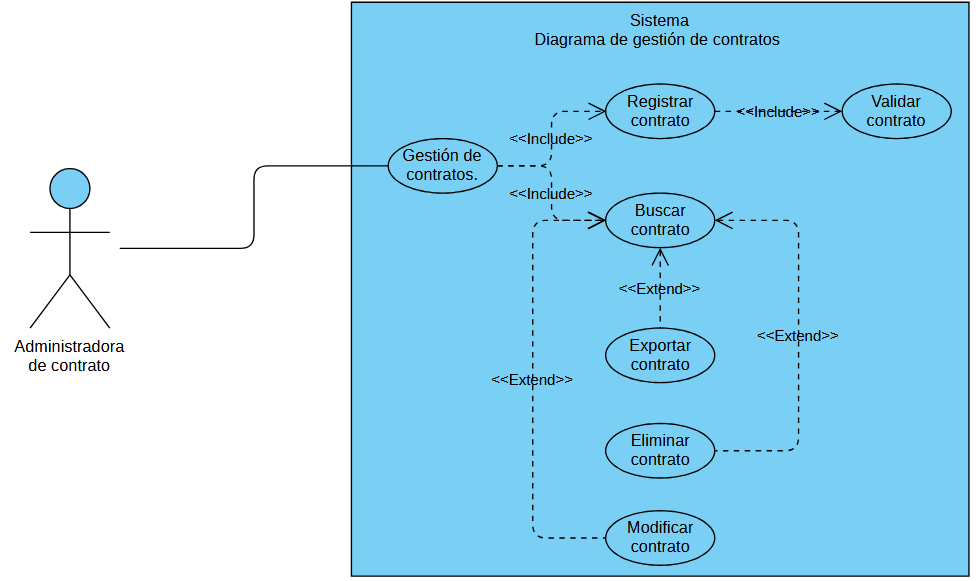 Sistema
Diagrama de gestión de contratos
Registrar
contrato
<<Include>>
Validar
contrato
<<Include>>
Gestión de
contratos.
<<Include>>
Buscar
contrato
<<Extend>>
Administradora
de contrato
Exportar
contrato
<<Extend>>
<<Extend>>
Eliminar
contrato
Modificar
contrato